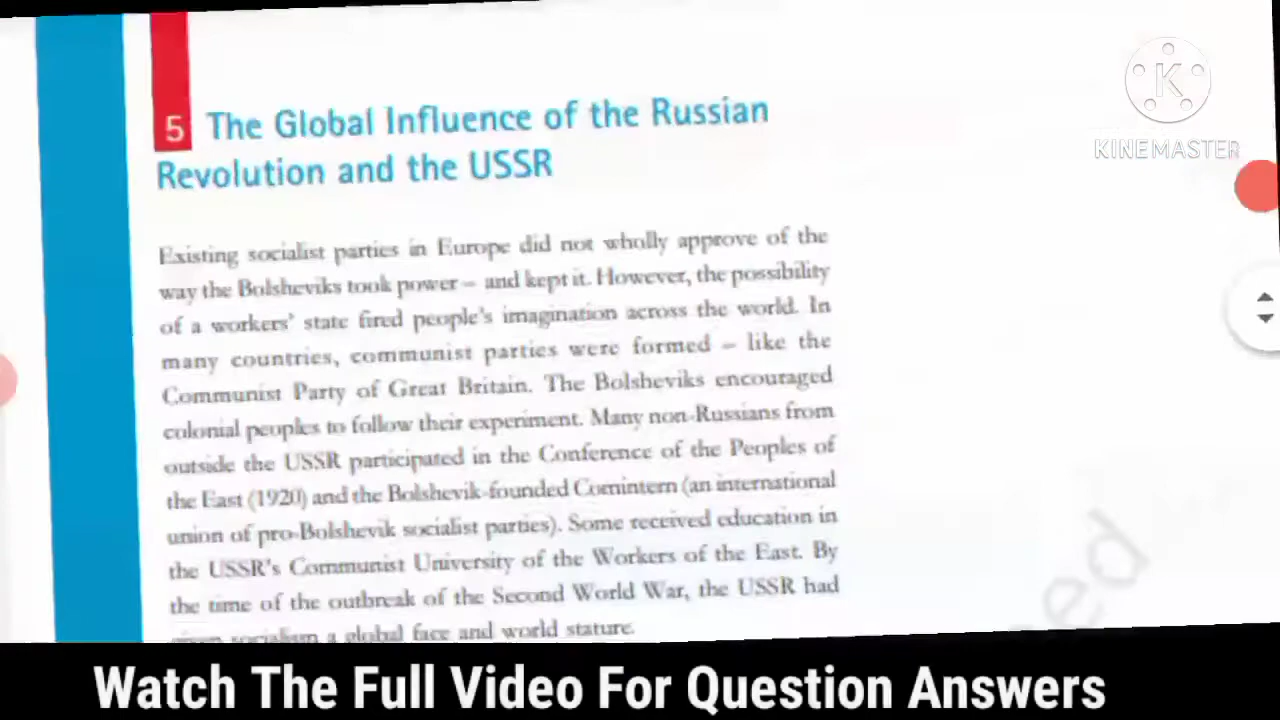 K
KINEMASTER
5 The Global Influence of the Russian
Revolution and the USSR
Existing socialist parties in Europe did not wholly approve of the
way the Bolsheviks took power – and kept it. However, the possibility
of a workers' state fired people's imagination across the world. In
many countries, communist parties were formed – like the
Communist Party of Great Britain. The Bolsheviks encouraged
colonial peoples to follow their experiment. Many non-Russians from
outside the USSR participated in the Conference of the Peoples of
the East (1920) and the Bolshevik-founded Comintern (an international
union of pro-Bolshevik socialist parties). Some received education in
the USSR's Communist University of the Workers of the East. By
the time of the outbreak of the Second World War, the USSR had
given socialism a global face and world stature.
ed
Watch The Full Video For Question Answers